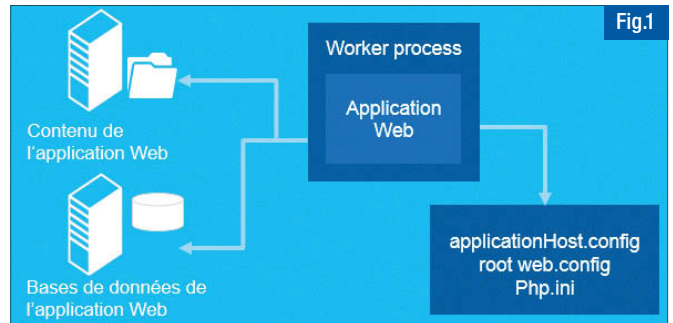 Fig.1
Worker process
Application
Web
Contenu de
l'application Web
Bases de données de
l'application Web
applicationHost.config
root web.config
Php.ini